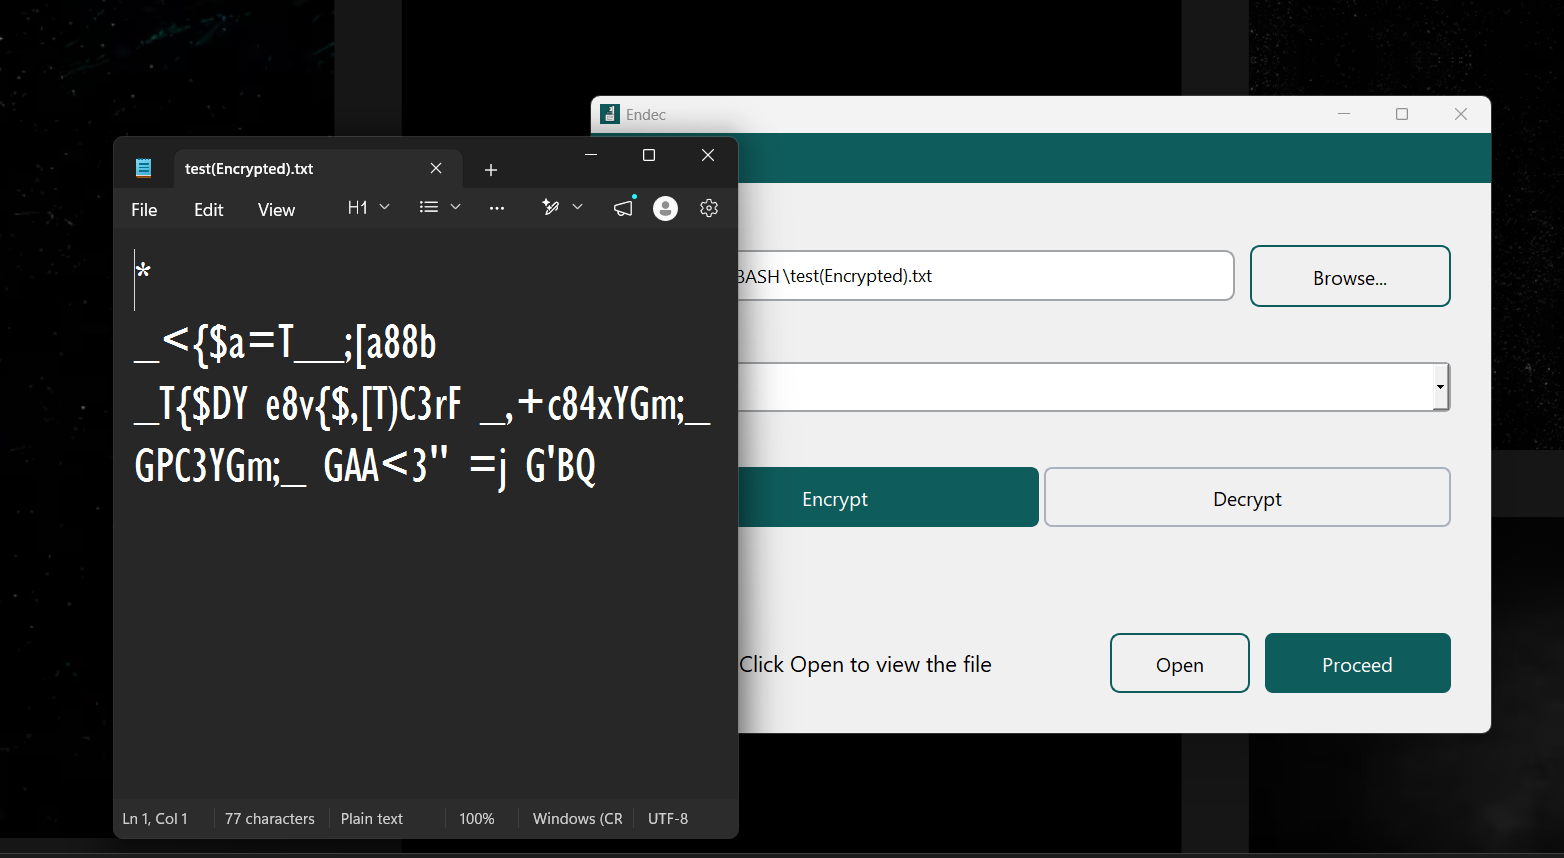 Endec
test(Encrypted).txt
File Edit View H1
*
_<{$a=T__;[a88b
_T{$DY e8v{$,[T)C3rF _,+c84xYGm;_
GPC3YGm;_ GAA<3" =j G'BQ
Ln 1, Col 1 77 characters Plain text 100% Windows (CR UTF-8
BASH \test(Encrypted).txt
Browse...
Encrypt Decrypt
Click Open to view the file
Open Proceed